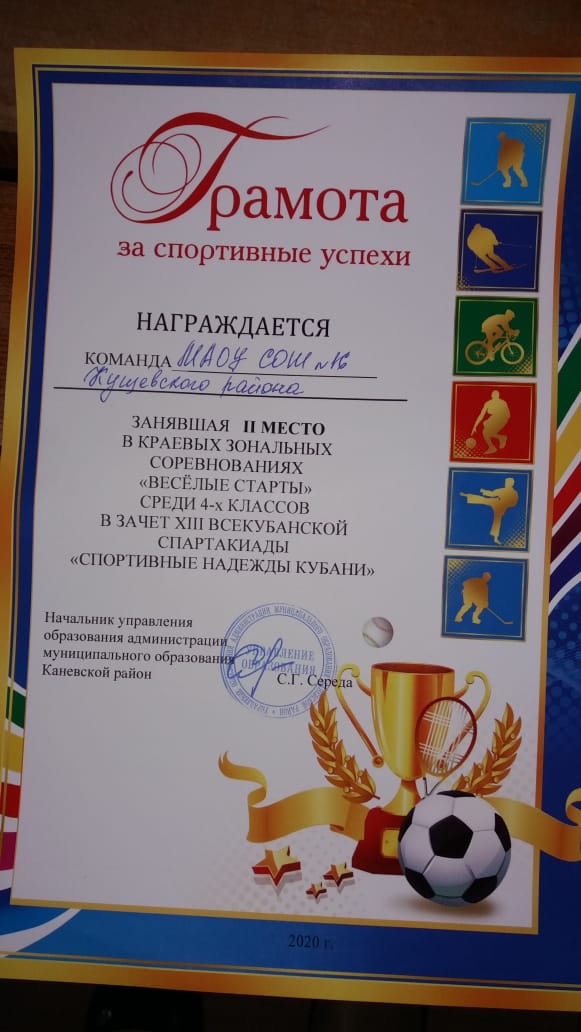 Грамота
за спортивные успехи
НАГРАЖДАЕТСЯ
КОМАНДА МАОУ СОШ №16
Кущевского района
ЗАНЯВШАЯ II МЕСТО
В КРАЕВЫХ ЗОНАЛЬНЫХ
СОРЕВНОВАНИЯХ
«ВЕСЁЛЫЕ СТАРТЫ»
СРЕДИ 4-х КЛАССОВ
В ЗАЧЕТ XIII ВСЕКУБАНСКОЙ
СПАРТАКИАДЫ
«СПОРТИВНЫЕ НАДЕЖДЫ КУБАНИ»
Начальник управления
образования администрации
муниципального образования
Каневской район
С.Г. Середа
УПРАВЛЕНИЕ
ОБРАЗОВАНИЯ
2020 г.